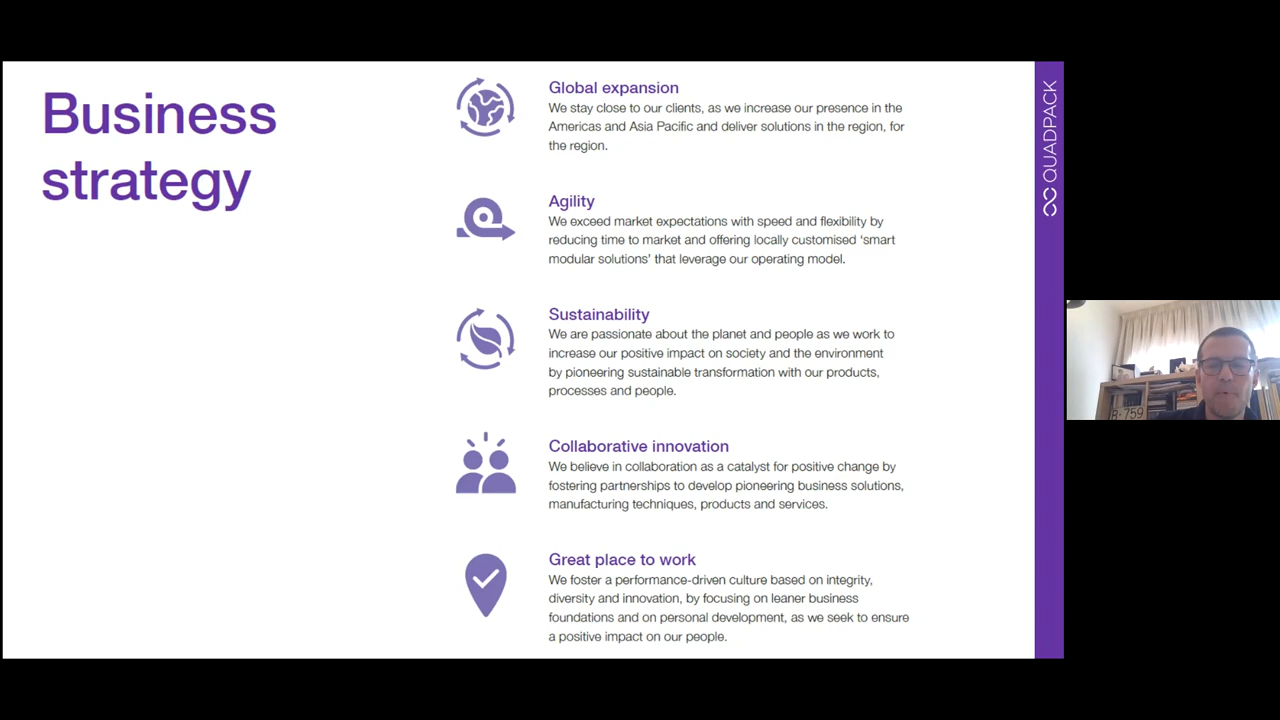 Business
strategy
Global expansion
We stay close to our clients, as we increase our presence in the
Americas and Asia Pacific and deliver solutions in the region, for
the region.
Agility
We exceed market expectations with speed and flexibility by
reducing time to market and offering locally customised ‘smart
modular solutions’ that leverage our operating model.
Sustainability
We are passionate about the planet and people as we work to
increase our positive impact on society and the environment
by pioneering sustainable transformation with our products,
processes and people.
Collaborative innovation
We believe in collaboration as a catalyst for positive change by
fostering partnerships to develop pioneering business solutions,
manufacturing techniques, products and services.
Great place to work
We foster a performance-driven culture based on integrity,
diversity and innovation, by focusing on leaner business
foundations and on personal development, as we seek to ensure
a positive impact on our people.
QUADPACK